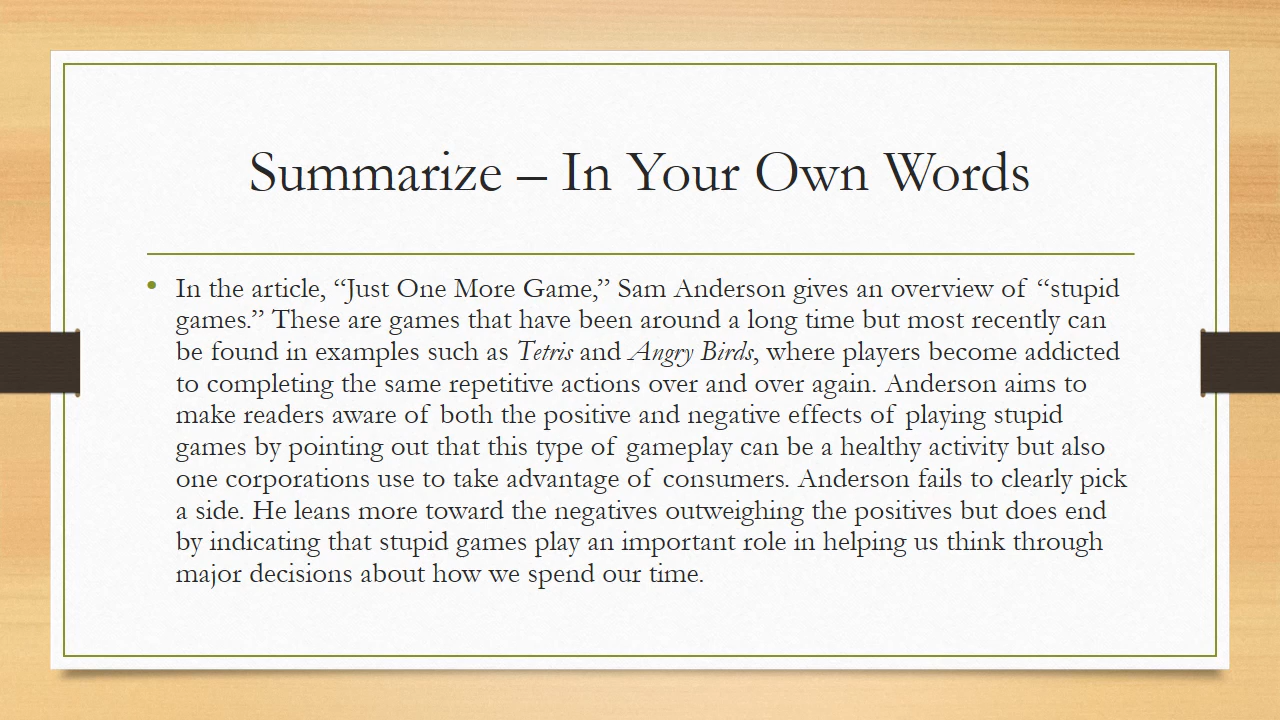 Summarize – In Your Own Words
• In the article, “Just One More Game,” Sam Anderson gives an overview of “stupid
games.” These are games that have been around a long time but most recently can
be found in examples such as Tetris and Angry Birds, where players become addicted
to completing the same repetitive actions over and over again. Anderson aims to
make readers aware of both the positive and negative effects of playing stupid
games by pointing out that this type of gameplay can be a healthy activity but also
one corporations use to take advantage of consumers. Anderson fails to clearly pick
a side. He leans more toward the negatives outweighing the positives but does end
by indicating that stupid games play an important role in helping us think through
major decisions about how we spend our time.